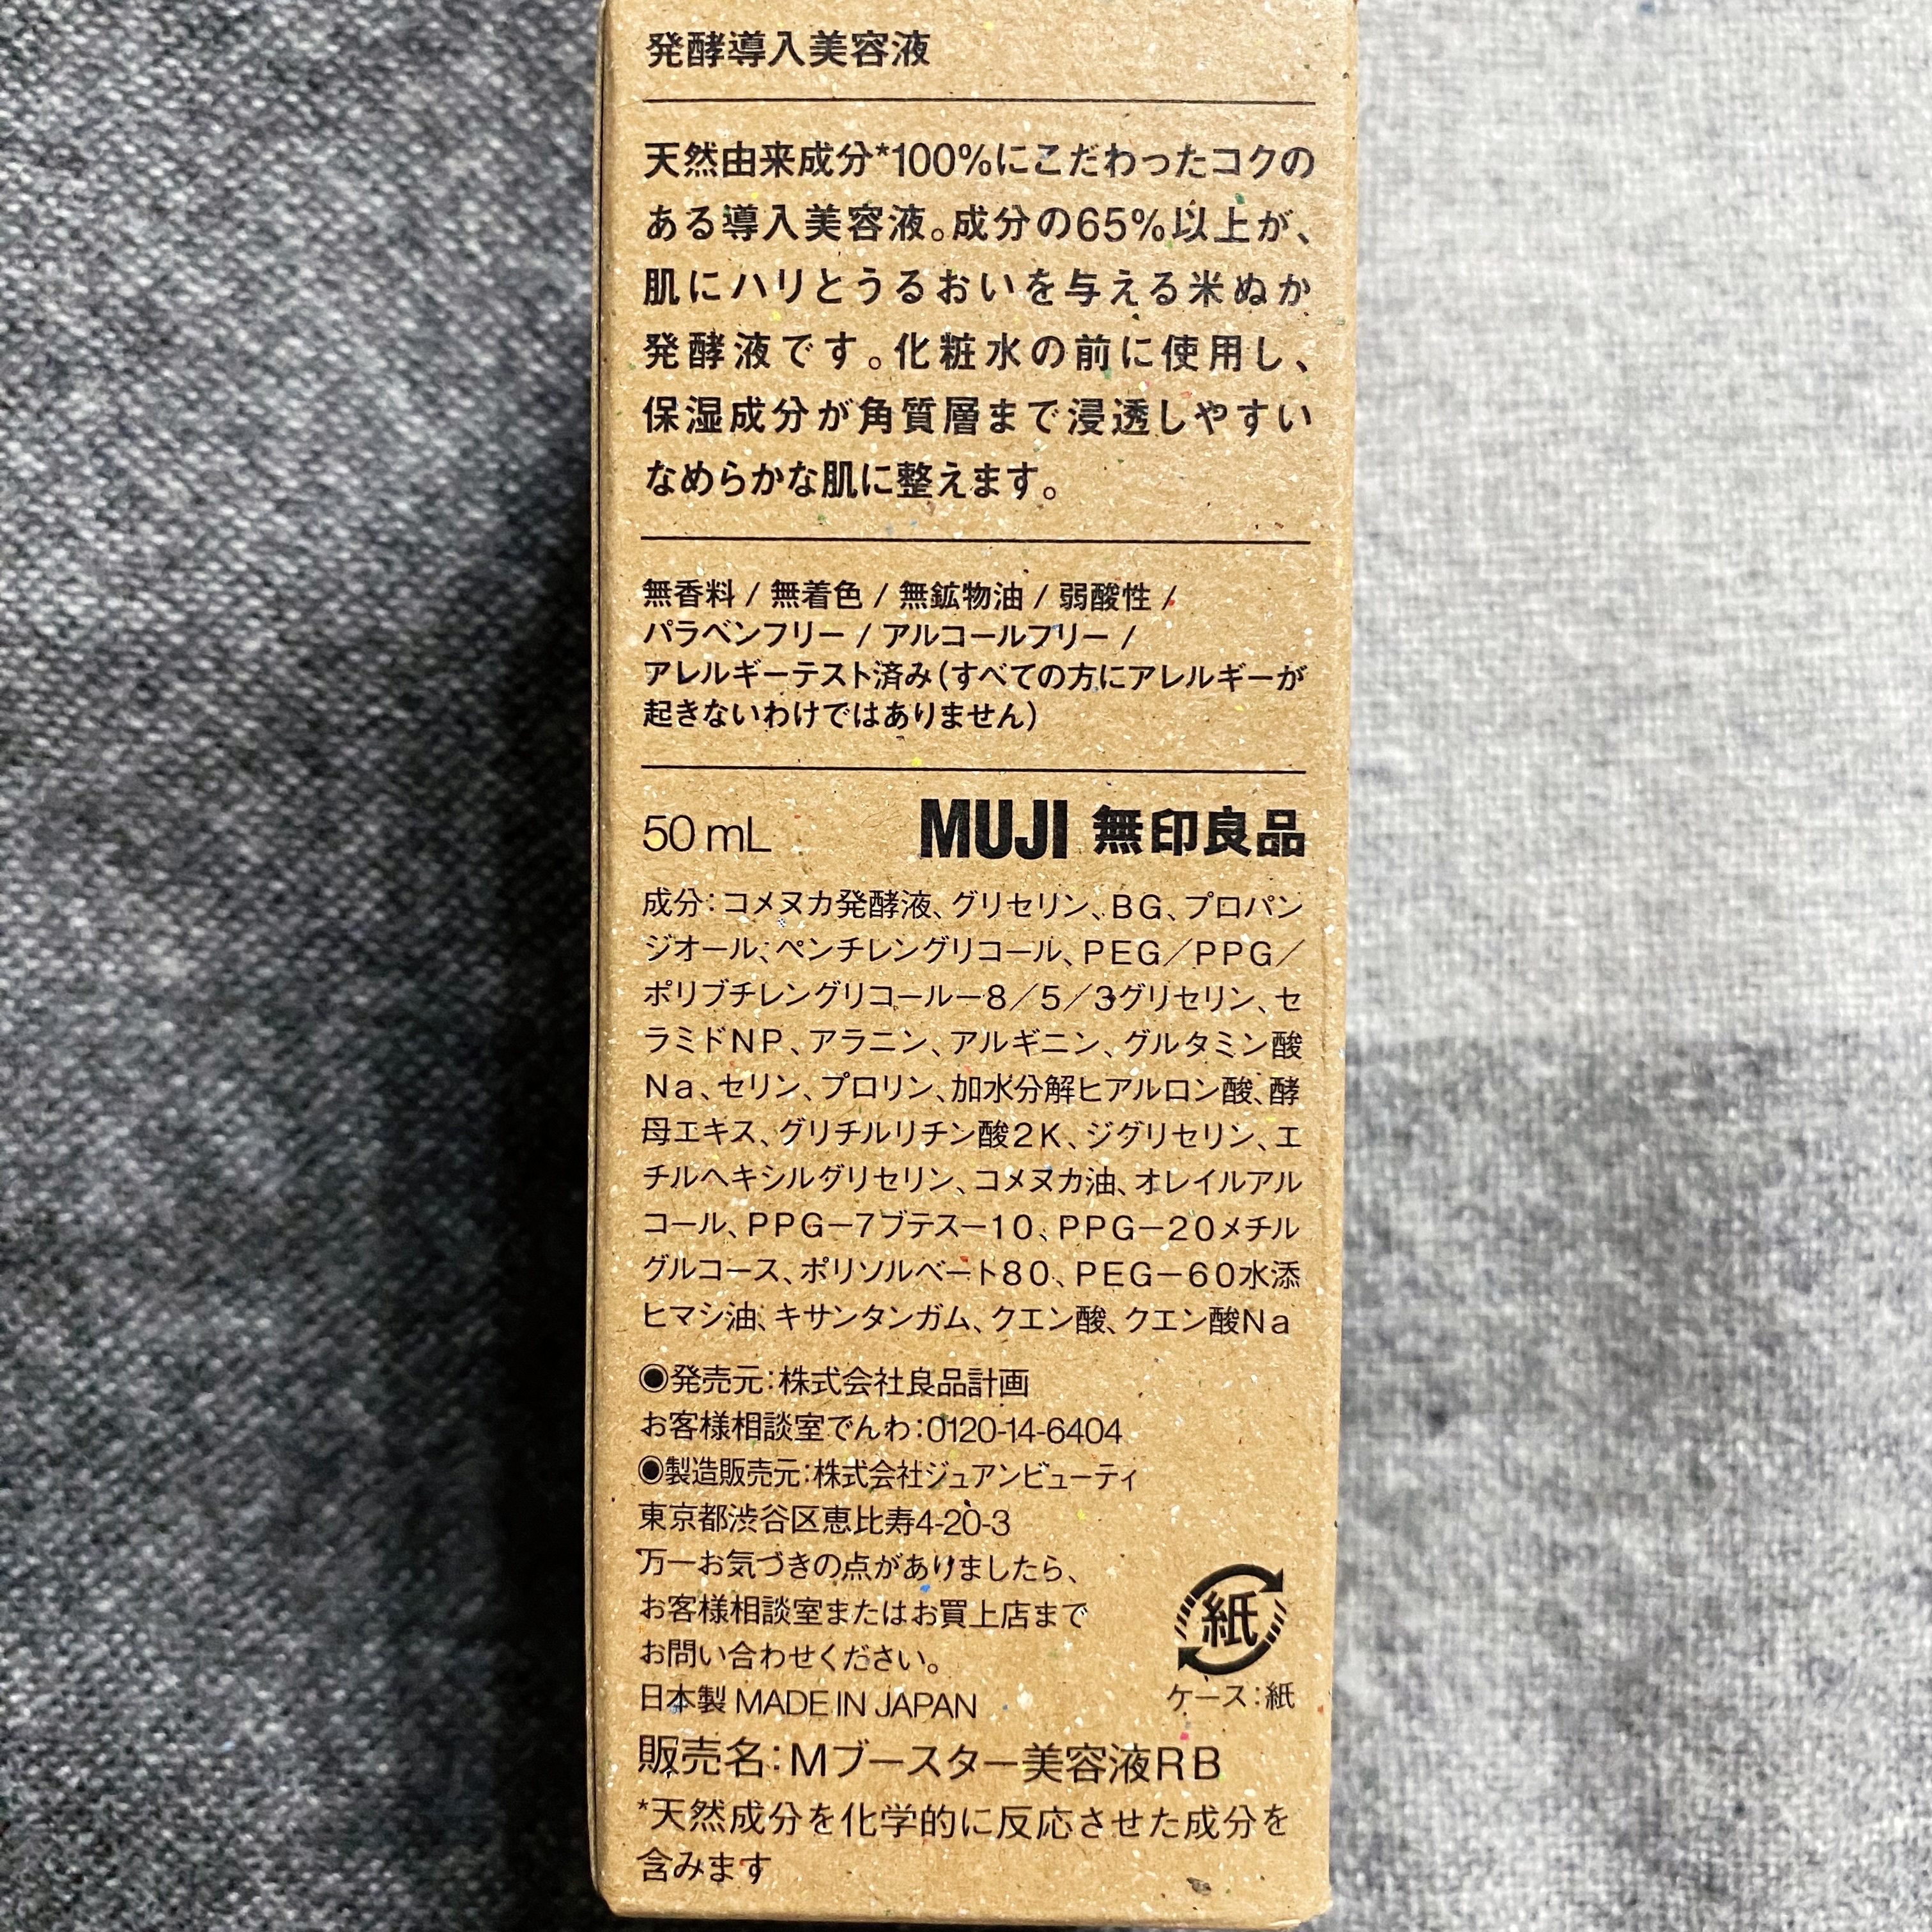 発酵導入美容液
天然由来成分*100%にこだわったコクの
ある導入美容液。成分の65%以上が、
肌にハリとうるおいを与える米ぬか
発酵液です。化粧水の前に使用し、
保湿成分が角質層まで浸透しやすい
なめらかな肌に整えます。
無香料 / 無着色 / 無鉱物油 / 弱酸性 /
パラベンフリー / アルコールフリー /
アレルギーテスト済み(すべての方にアレルギーが
起きないわけではありません)
50 mL MUJI 無印良品
成分:コメヌカ発酵液、グリセリン、BG、プロパン
ジオール、ペンチレングリコール、PEG/PPG/
ポリブチレングリコールー8/5/3グリセリン、セ
ラミドNP、アラニン、アルギニン、グルタミン酸
Na、セリン、プロリン、加水分解ヒアルロン酸、酵
母エキス、グリチルリチン酸2K、ジグリセリン、エ
チルヘキシルグリセリン、コメヌカ油、オレイルアル
コール、PPG-7ブテス-10、PPG-20メチル
グルコース、ポリソルベート80、PEG-60水添
ヒマシ油、キサンタンガム、クエン酸、クエン酸Na
◉発売元:株式会社良品計画
お客様相談室でんわ:0120-14-6404
◉製造販売元:株式会社ジュアンビューティ
東京都渋谷区恵比寿4-20-3
万一お気づきの点がありましたら、
お客様相談室またはお買上店まで
お問い合わせください。
日本製 MADE IN JAPAN
紙
ケース:紙
販売名:Mブースター美容液RB
*天然成分を化学的に反応させた成分を
含みます